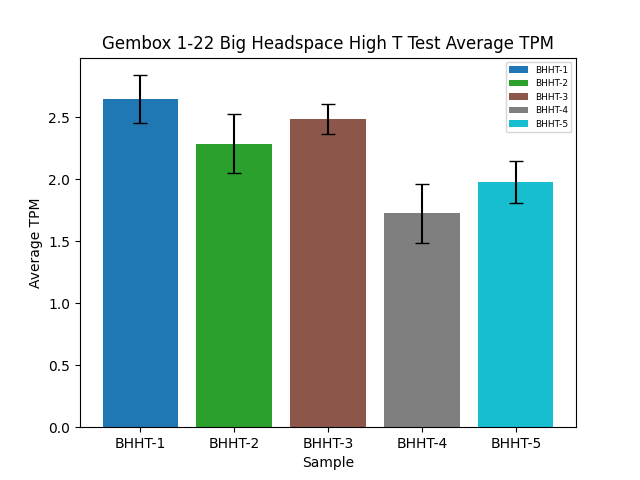 Gembox 1-22 Big Headspace High T Test Average TPM
BHHT-1
BHHT-2
BHHT-3
BHHT-4
BHHT-5
Average TPM
2.5
2.0
1.5
1.0
0.5
0.0
BHHT-1 BHHT-2 BHHT-3 BHHT-4 BHHT-5
Sample